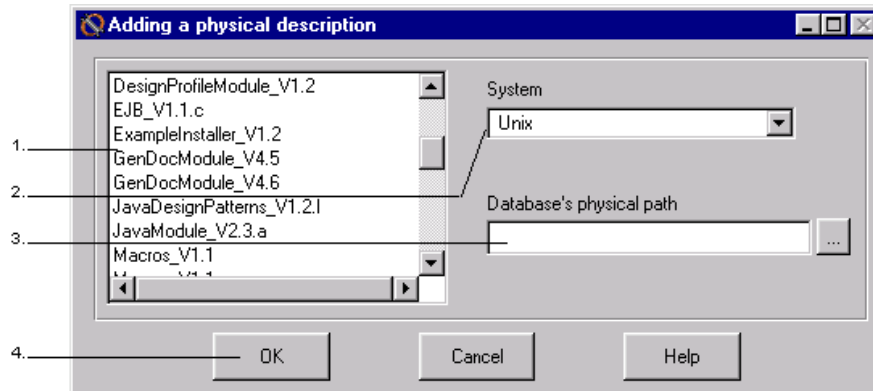 Adding a physical description
DesignProfileModule_V1.2
EJB_V1.1.c
ExampleInstaller_V1.2
GenDocModule_V4.5
GenDocModule_V4.6
JavaDesignPatterns_V1.2.l
JavaModule_V2.3.a
Macros_V1.1
System
Unix
Database's physical path
...
1.
2.
3.
4.
OK
Cancel
Help